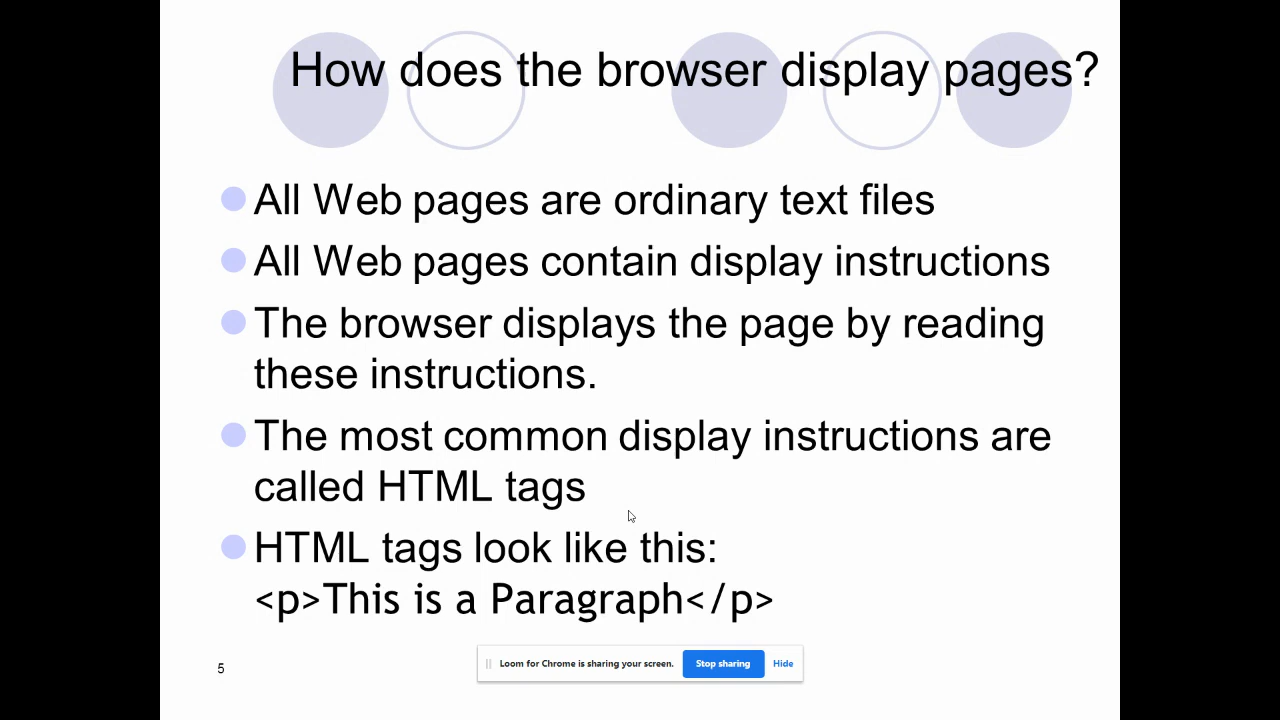 How does the browser display pages?
All Web pages are ordinary text files
All Web pages contain display instructions
The browser displays the page by reading
these instructions.
The most common display instructions are
called HTML tags
HTML tags look like this:
<p>This is a Paragraph</p>
5
Loom for Chrome is sharing your screen. Stop sharing Hide